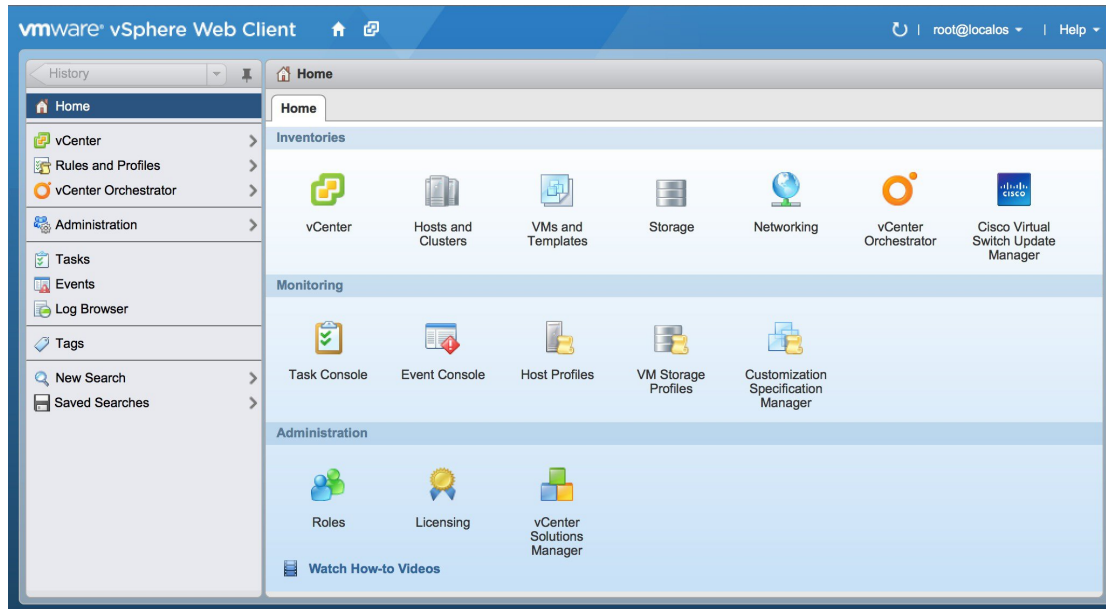 vmware® vSphere Web Client
root@localos
Help
History
Home
vCenter
Rules and Profiles
vCenter Orchestrator
Administration
Tasks
Events
Log Browser
Tags
New Search
Saved Searches
Home
Home
Inventories
vCenter
Hosts and
Clusters
VMs and
Templates
Storage
Networking
vCenter
Orchestrator
CISCO
Cisco Virtual
Switch Update
Manager
Monitoring
Task Console
Event Console
Host Profiles
VM Storage
Profiles
Customization
Specification
Manager
Administration
Roles
Licensing
vCenter
Solutions
Manager
Watch How-to Videos